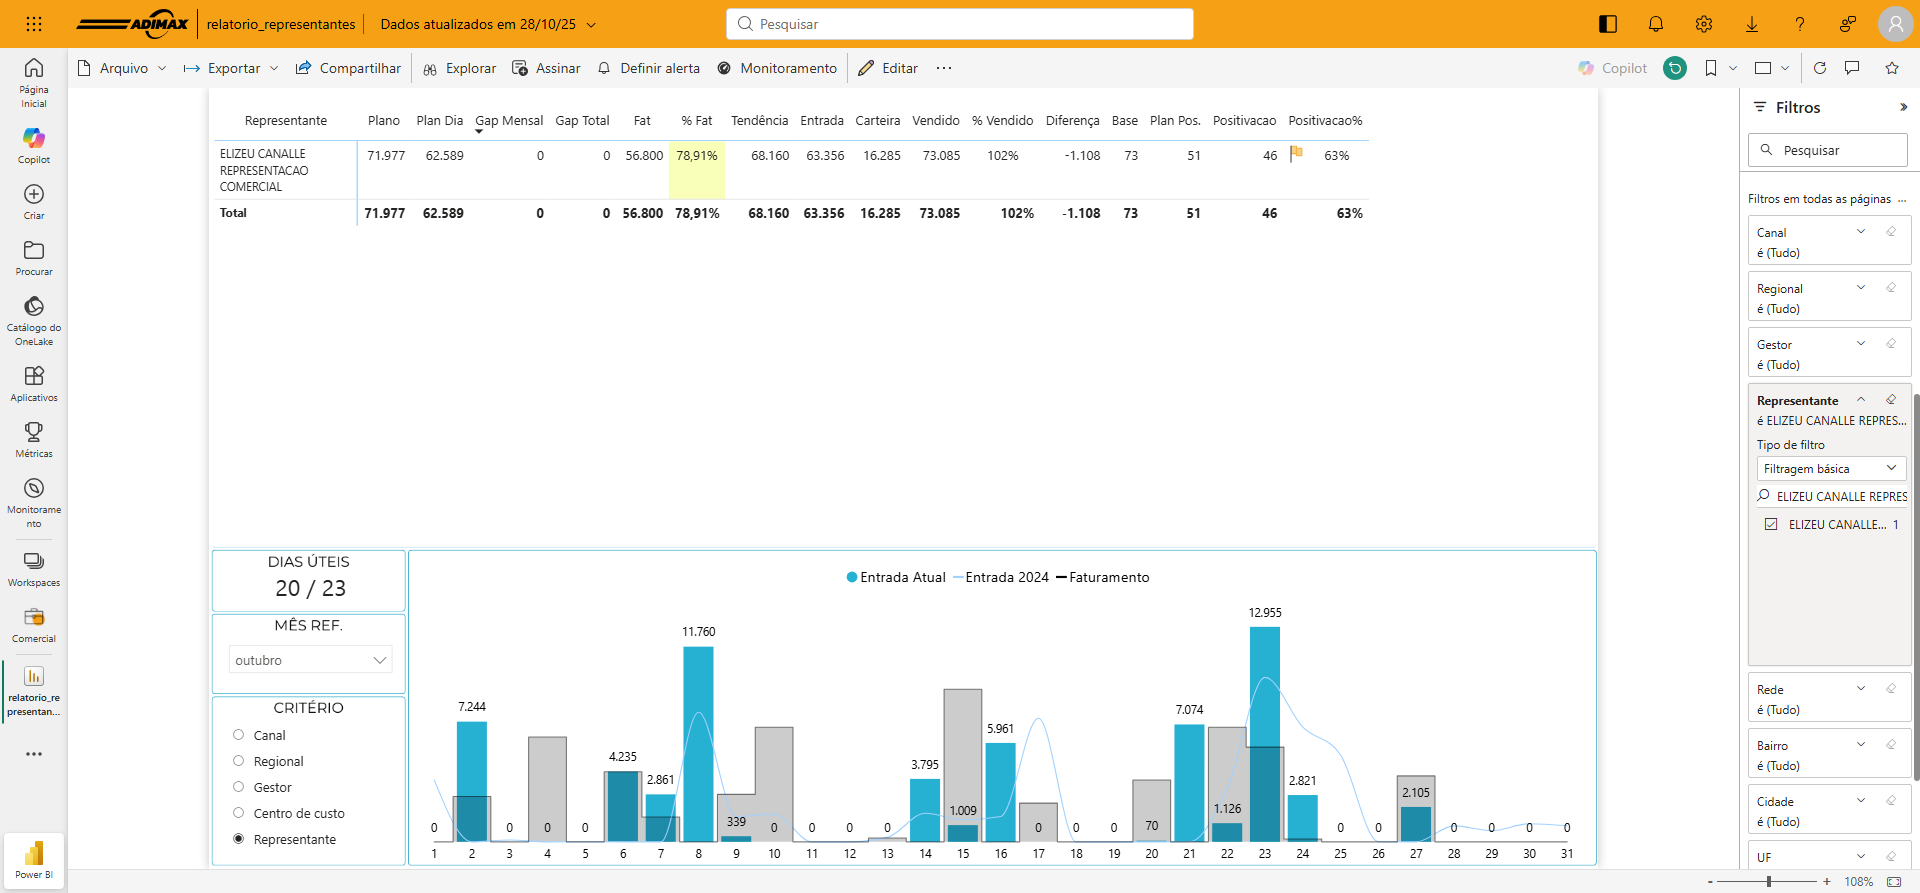 ADIMAX
relatorio_representantes
Dados atualizados em 28/10/25
Pesquisar
Arquivo
Exportar
Compartilhar
Explorar
Assinar
Definir alerta
Monitoramento
Editar
Copilot
Página
Inicial
Copilot
Criar
Procurar
Catálogo do
OneLake
Aplicativos
Métricas
Monitorame
nto
Workspaces
Comercial
relatorio_re
presentan...
Power BI
Representante Plano Plan Dia Gap Mensal Gap Total Fat % Fat Tendência Entrada Carteira Vendido % Vendido Diferença Base Plan Pos. Positivacao Positivacao%
ELIZEU CANALLE
REPRESENTACAO
COMERCIAL
71.977 62.589 0 0 56.800 78,91% 68.160 63.356 16.285 73.085 102% -1.108 73 51 46 63%
Total 71.977 62.589 0 0 56.800 78,91% 68.160 63.356 16.285 73.085 102% -1.108 73 51 46 63%
DIAS ÚTEIS
20 / 23
MÊS REF.
outubro
CRITÉRIO
Canal
Regional
Gestor
Centro de custo
Representante
Entrada Atual Entrada 2024 Faturamento
0 7.244 0 0 0 4.235 2.861 11.760 339 0 0 0 0 3.795 1.009 5.961 0 0 0 70 7.074 1.126 12.955 2.821 0 0 2.105 0 0 0 0
1 2 3 4 5 6 7 8 9 10 11 12 13 14 15 16 17 18 19 20 21 22 23 24 25 26 27 28 29 30 31
Filtros
Pesquisar
Filtros em todas as páginas ...
Canal
é (Tudo)
Regional
é (Tudo)
Gestor
é (Tudo)
Representante
é ELIZEU CANALLE REPRES...
Tipo de filtro
Filtragem básica
ELIZEU CANALLE REPRES
ELIZEU CANALLE... 1
Rede
é (Tudo)
Bairro
é (Tudo)
Cidade
é (Tudo)
UF
- + 108%